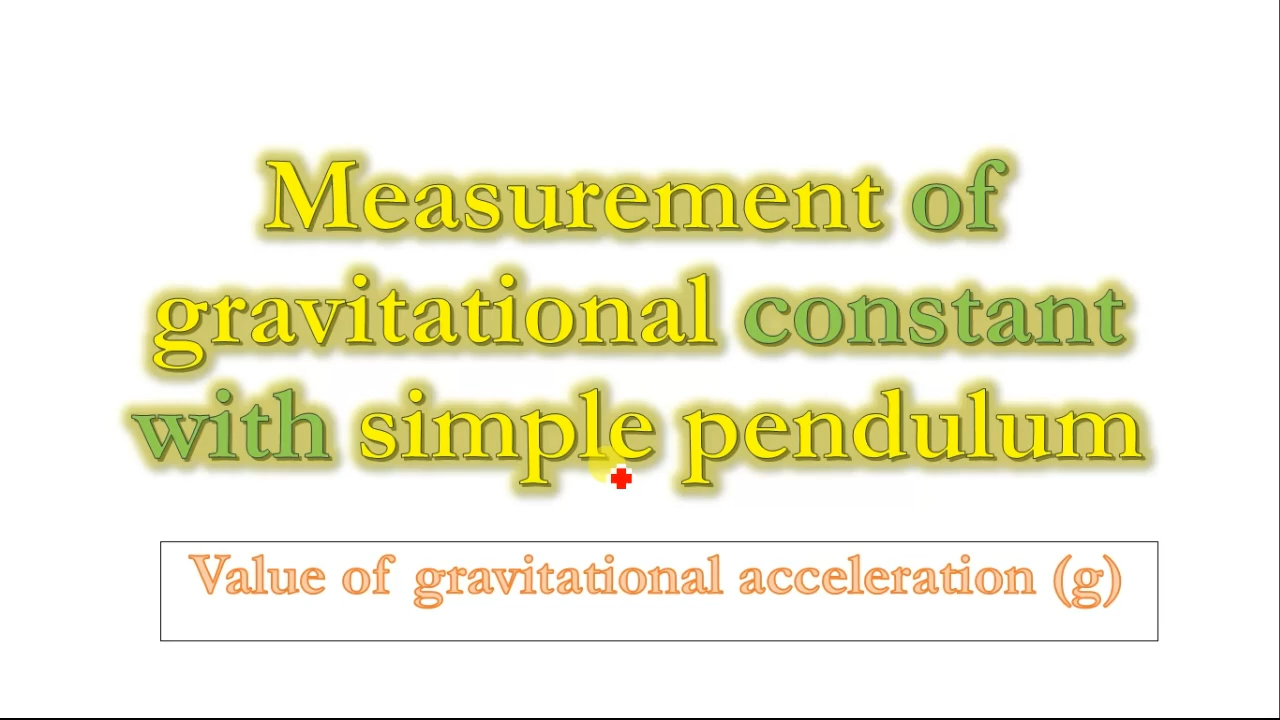 Measurement of
gravitational constant
with simple pendulum
Value of gravitational acceleration (g)